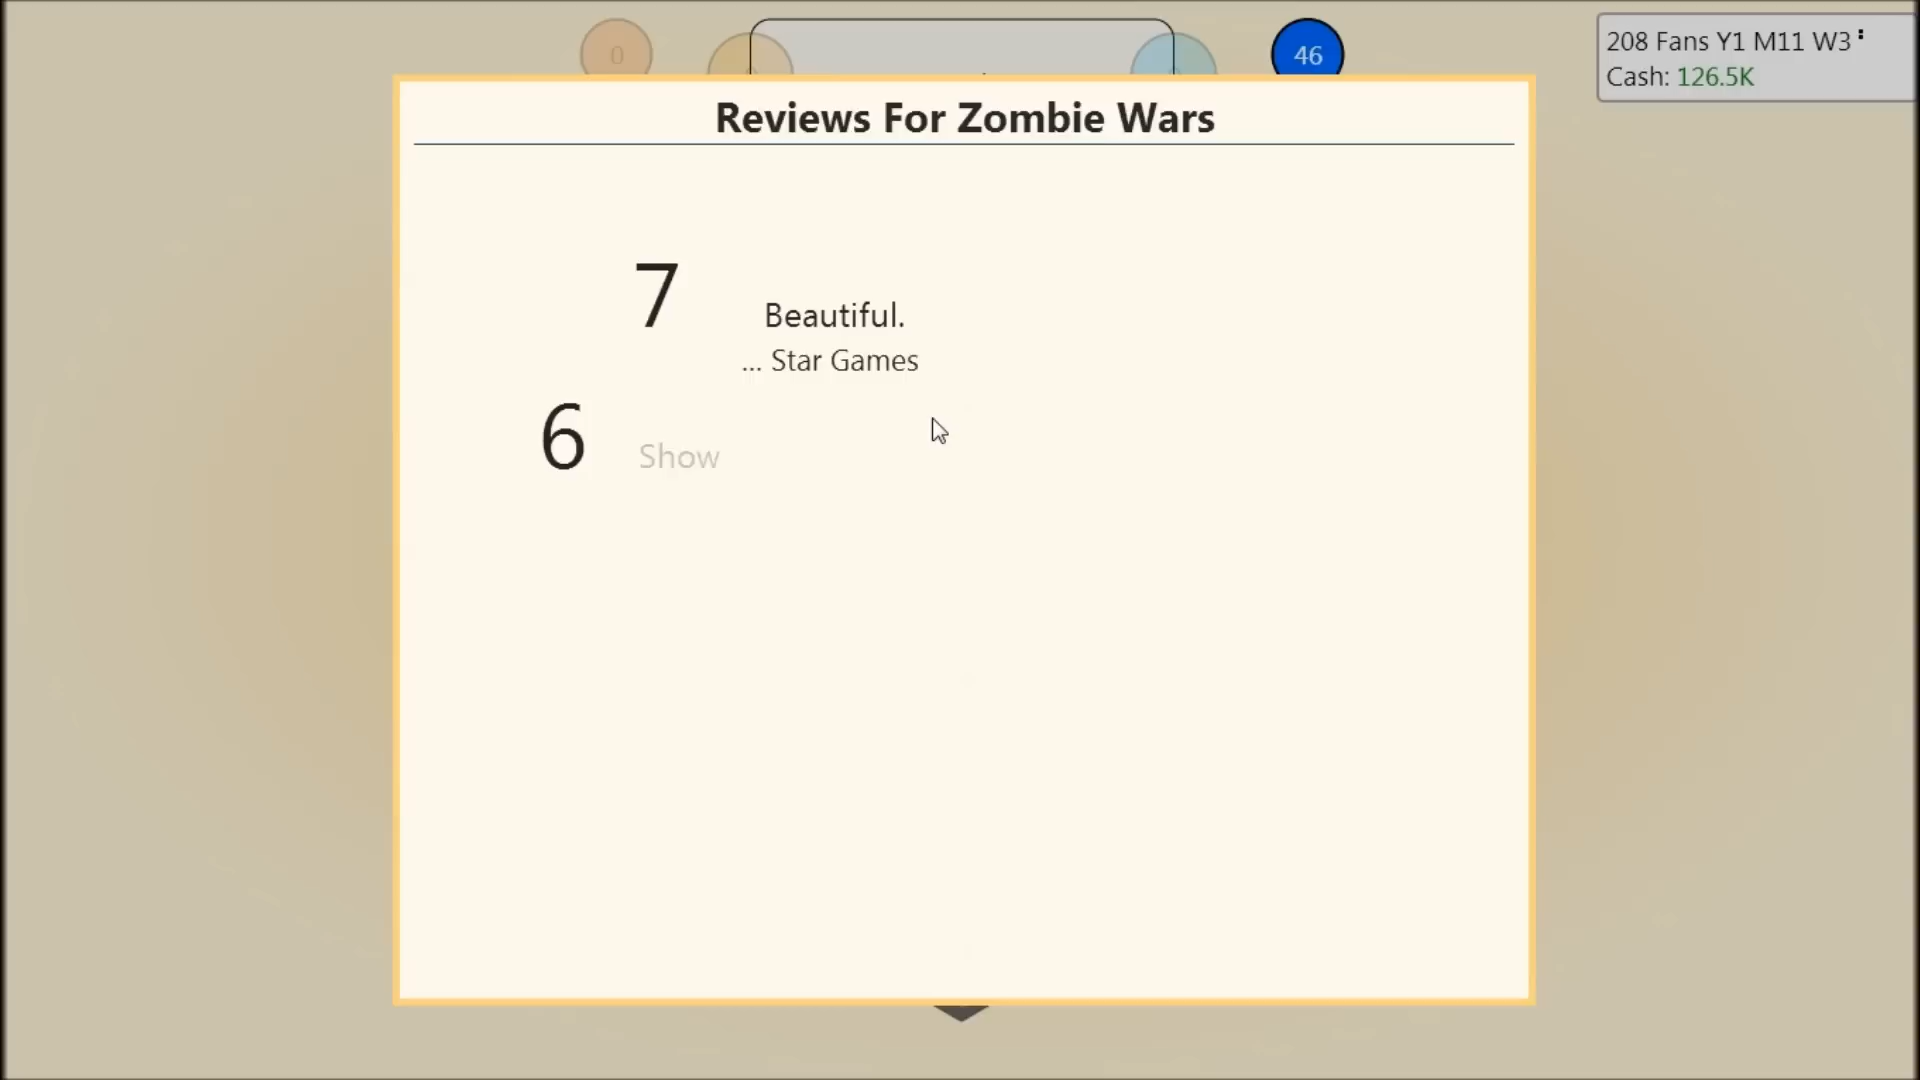 0
46
208 Fans Y1 M11 W3
Cash: 126.5K
Reviews For Zombie Wars
7
Beautiful.
... Star Games
6
Show